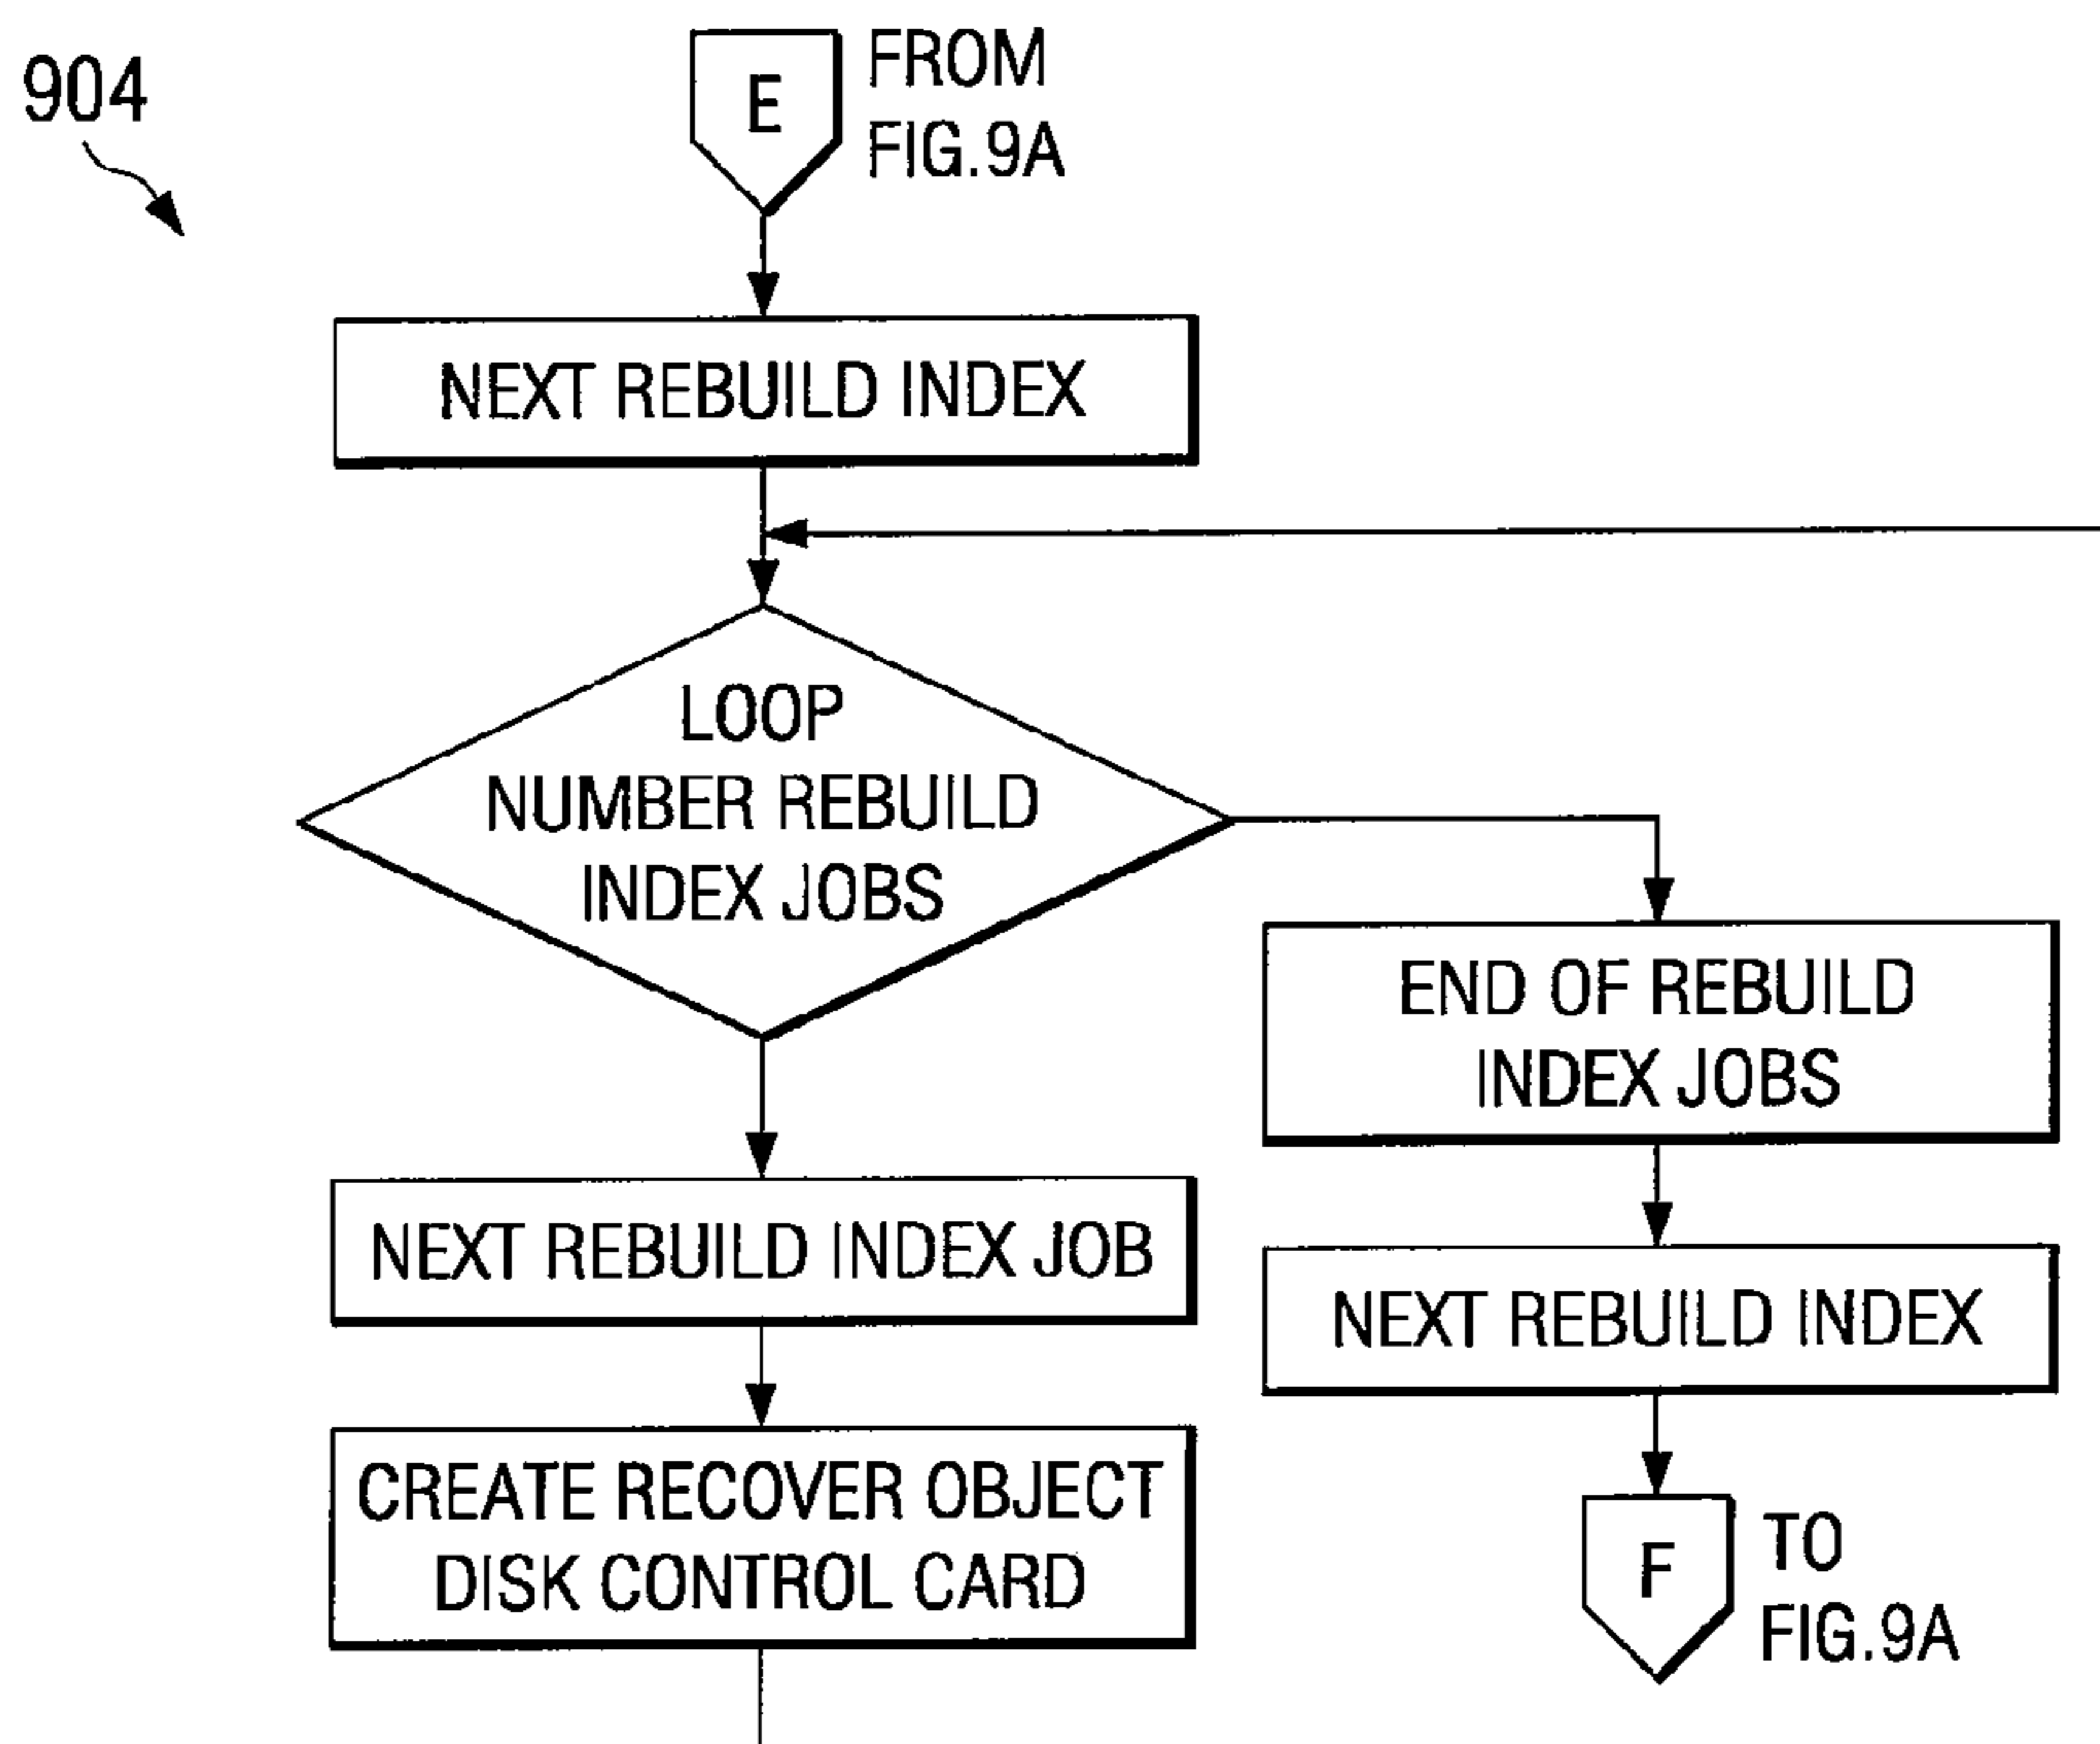 904
E
FROM
FIG.9A
NEXT REBUILD INDEX
LOOP
NUMBER REBUILD
INDEX JOBS
NEXT REBUILD INDEX JOB
CREATE RECOVER OBJECT
DISK CONTROL CARD
END OF REBUILD
INDEX JOBS
NEXT REBUILD INDEX
F
TO
FIG.9A